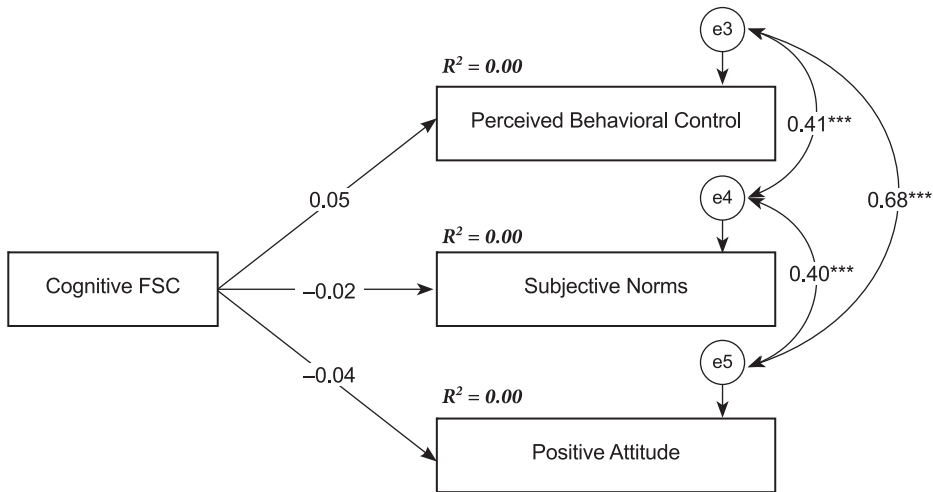 e3
R² = 0.00
Perceived Behavioral Control
0.41***
e4
0.05
0.68***
R² = 0.00
Cognitive FSC
–0.02
Subjective Norms
0.40***
e5
–0.04
R² = 0.00
Positive Attitude